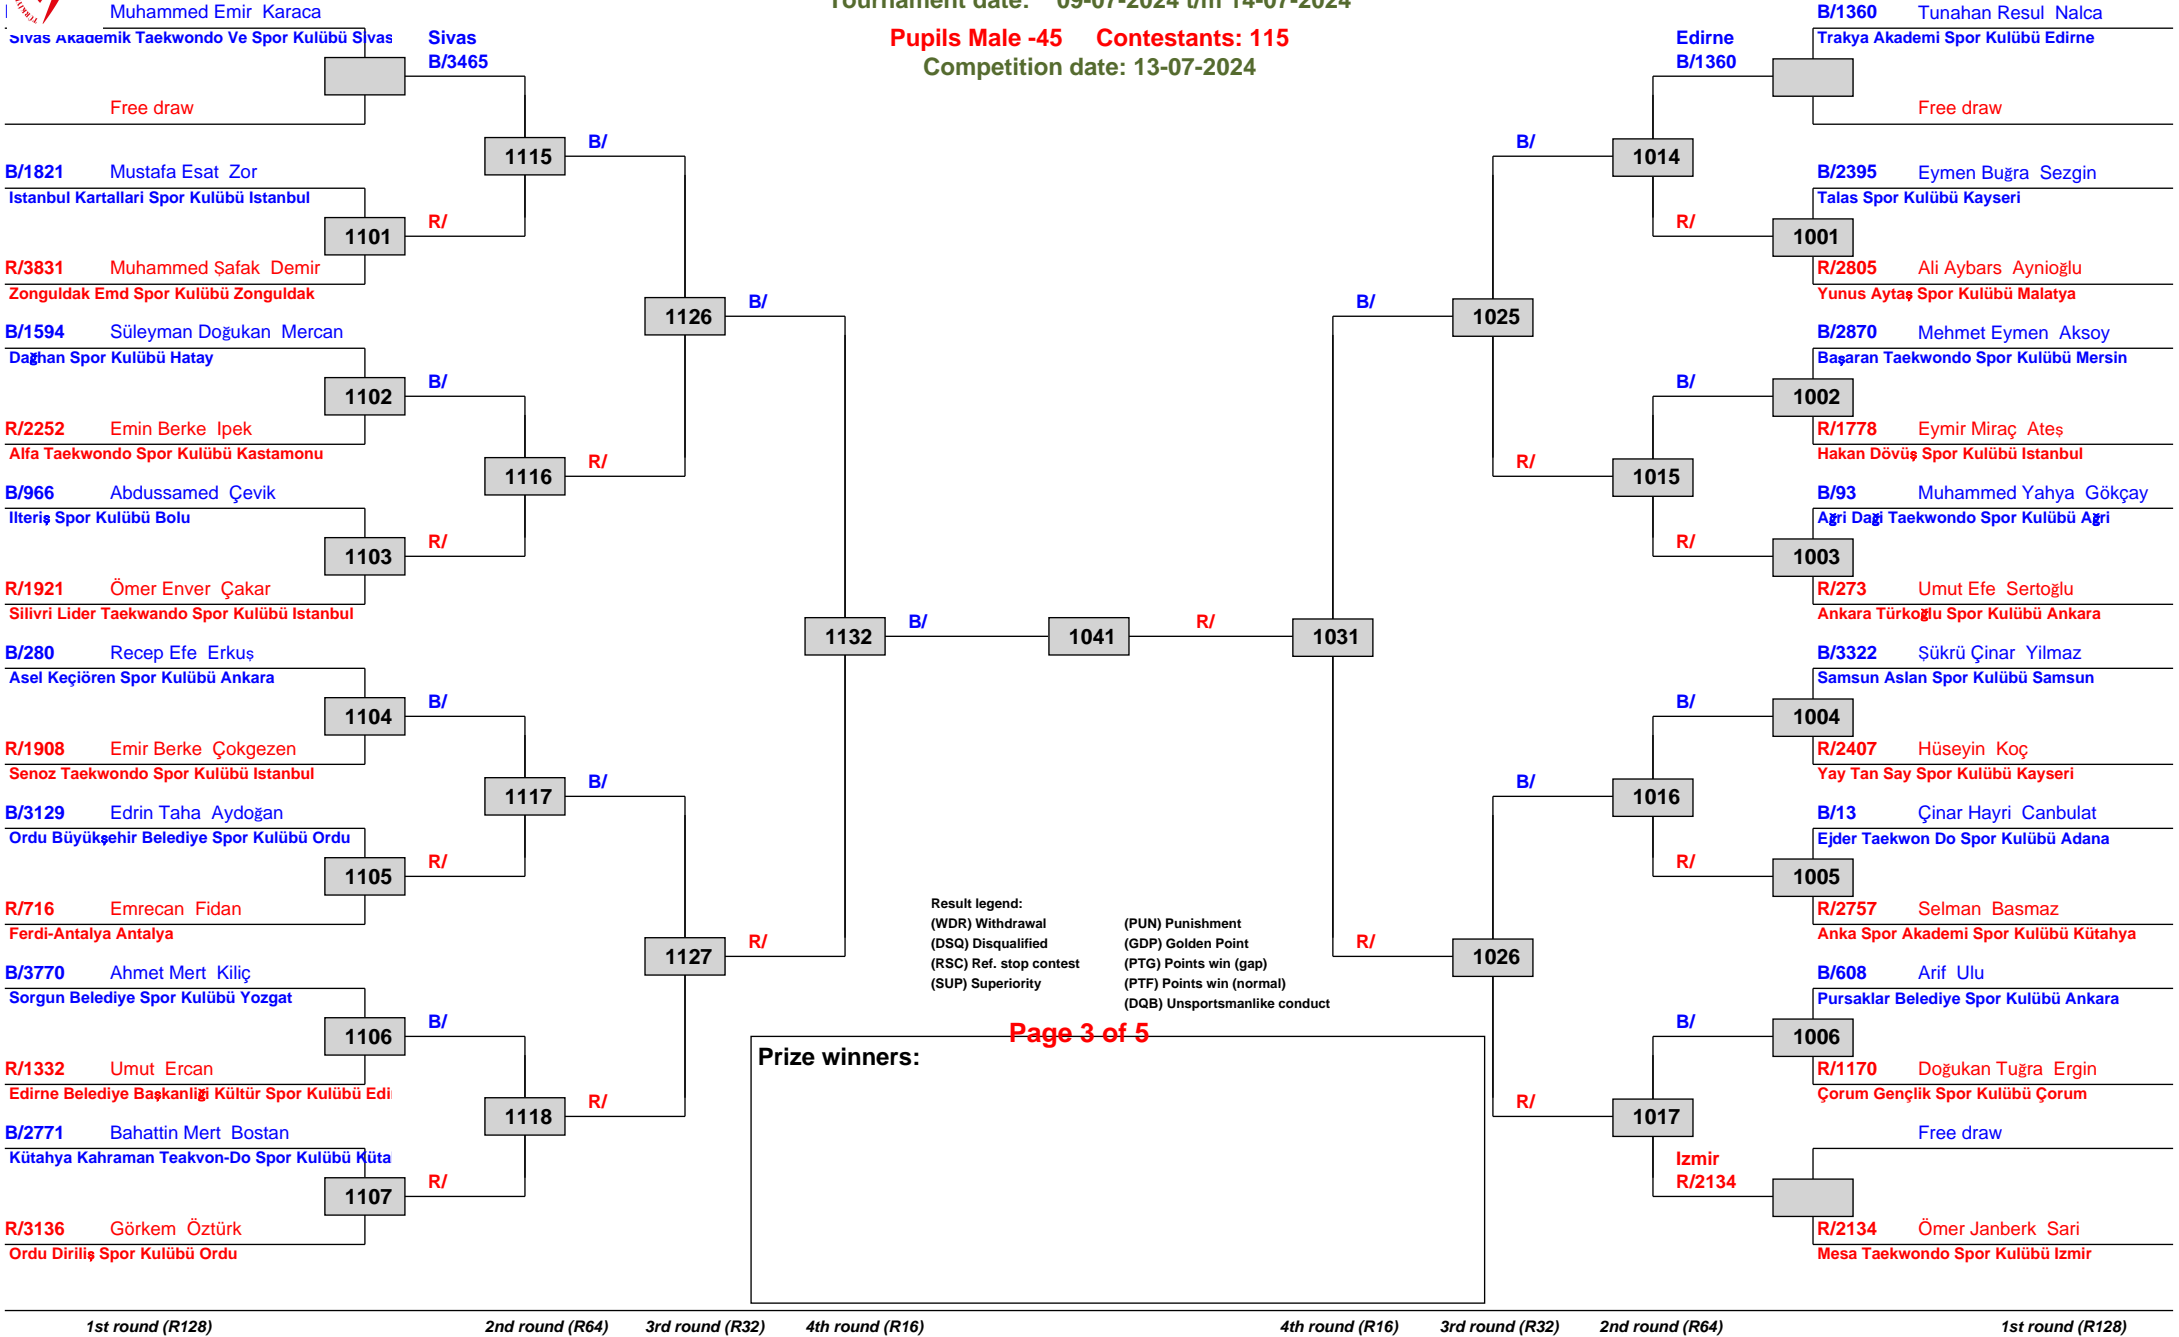 Tournament date: 09-07-2024 t/m 14-07-2024
Pupils Male -45 Contestants: 115
Competition date: 13-07-2024
Muhammed Emir Karaca
Sivas Akademik Taekwondo Ve Spor Kulübü Sivas
Sivas
B/3465
Free draw
1115
B/
B/1821 Mustafa Esat Zor
Istanbul Kartallari Spor Kulübü Istanbul
1101
R/
R/3831 Muhammed Şafak Demir
Zonguldak Emd Spor Kulübü Zonguldak
1126
B/
B/1594 Süleyman Doğukan Mercan
Dağhan Spor Kulübü Hatay
1102
B/
R/2252 Emin Berke Ipek
Alfa Taekwondo Spor Kulübü Kastamonu
1116
R/
B/966 Abdussamed Çevik
Ilteriş Spor Kulübü Bolu
1103
R/
R/1921 Ömer Enver Çakar
Silivri Lider Taekwando Spor Kulübü Istanbul
1132
B/
1041
R/
1031
B/280 Recep Efe Erkuş
Asel Keçiören Spor Kulübü Ankara
1104
B/
R/1908 Emir Berke Çokgezen
Senoz Taekwondo Spor Kulübü Istanbul
1117
B/
B/3129 Edrin Taha Aydoğan
Ordu Büyükşehir Belediye Spor Kulübü Ordu
1105
R/
R/716 Emrecan Fidan
Ferdi-Antalya Antalya
1127
R/
B/3770 Ahmet Mert Kiliç
Sorgun Belediye Spor Kulübü Yozgat
1106
B/
R/1332 Umut Ercan
Edirne Belediye Başkanliği Kültür Spor Kulübü Edi
1118
R/
B/2771 Bahattin Mert Bostan
Kütahya Kahraman Teakvon-Do Spor Kulübü Küta
1107
R/
R/3136 Görkem Öztürk
Ordu Diriliş Spor Kulübü Ordu
B/1360 Tunahan Resul Nalca
Trakya Akademi Spor Kulübü Edirne
Edirne
B/1360
Free draw
B/
1014
B/2395 Eymen Buğra Sezgin
Talas Spor Kulübü Kayseri
R/
1001
R/2805 Ali Aybars Aynioğlu
Yunus Aytaş Spor Kulübü Malatya
B/
1025
B/2870 Mehmet Eymen Aksoy
Başaran Taekwondo Spor Kulübü Mersin
B/
1002
R/1778 Eymir Miraç Ateş
Hakan Dövüş Spor Kulübü Istanbul
R/
1015
B/93 Muhammed Yahya Gökçay
Ağri Daği Taekwondo Spor Kulübü Ağri
R/
1003
R/273 Umut Efe Sertoğlu
Ankara Türkoğlu Spor Kulübü Ankara
B/3322 Şükrü Çinar Yilmaz
Samsun Aslan Spor Kulübü Samsun
B/
1004
R/2407 Hüseyin Koç
Yay Tan Say Spor Kulübü Kayseri
B/
1016
B/13 Çinar Hayri Canbulat
Ejder Taekwon Do Spor Kulübü Adana
R/
1005
R/2757 Selman Basmaz
Anka Spor Akademi Spor Kulübü Kütahya
R/
1026
B/608 Arif Ulu
Pursaklar Belediye Spor Kulübü Ankara
B/
1006
R/1170 Doğukan Tuğra Ergin
Çorum Gençlik Spor Kulübü Çorum
R/
1017
Free draw
Izmir
R/2134
R/2134 Ömer Janberk Sari
Mesa Taekwondo Spor Kulübü Izmir
Result legend:
(WDR) Withdrawal (PUN) Punishment
(DSQ) Disqualified (GDP) Golden Point
(RSC) Ref. stop contest (PTG) Points win (gap)
(SUP) Superiority (PTF) Points win (normal)
(DQB) Unsportsmanlike conduct
Page 3 of 5
Prize winners:
1st round (R128) 2nd round (R64) 3rd round (R32) 4th round (R16) 4th round (R16) 3rd round (R32) 2nd round (R64) 1st round (R128)